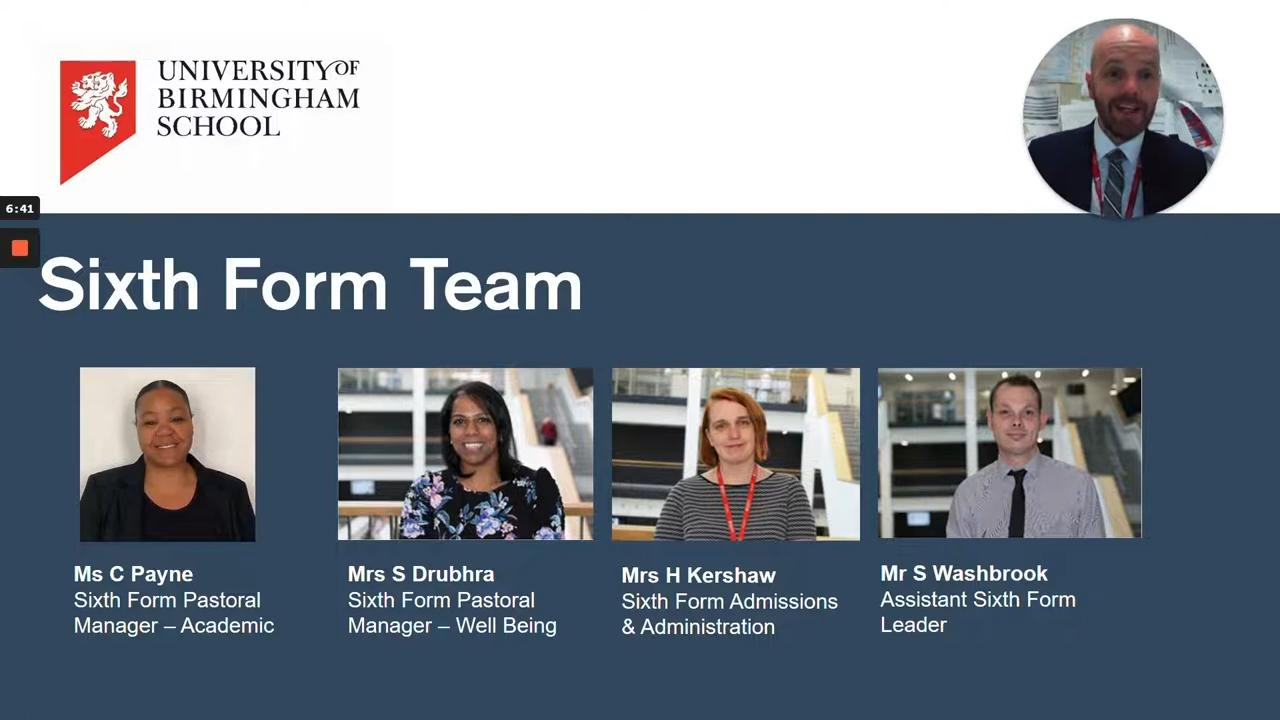 UNIVERSITY OF
BIRMINGHAM
SCHOOL
6:41
Sixth Form Team
Ms C Payne
Sixth Form Pastoral
Manager – Academic
Mrs S Drubhra
Sixth Form Pastoral
Manager – Well Being
Mrs H Kershaw
Sixth Form Admissions
& Administration
Mr S Washbrook
Assistant Sixth Form
Leader